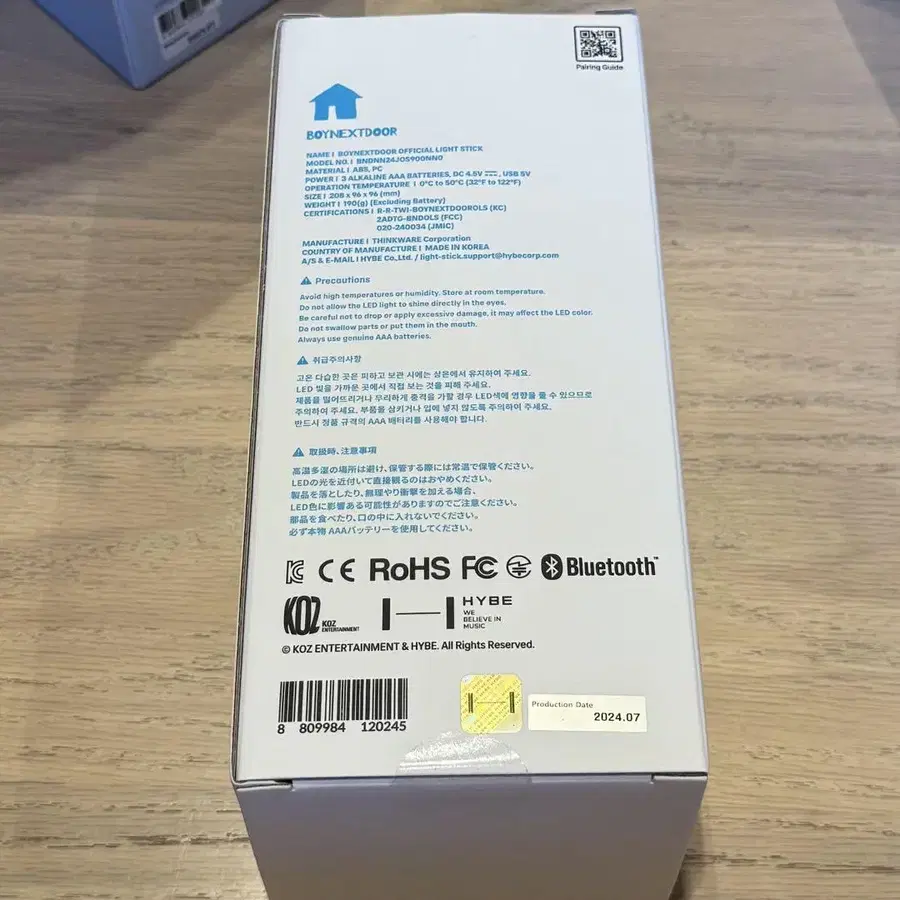 Pairing Guide
BOYNEXTDOOR
NAME | BOYNEXTDOOR OFFICIAL LIGHT STICK
MODEL NO. | BNDNN24JOS900NN0
MATERIAL | ABS, PC
POWER | 3 ALKALINE AAA BATTERIES, DC 4.5V ⎓, USB 5V
OPERATION TEMPERATURE | 0°C to 50°C (32°F to 122°F)
SIZE | 208 x 96 x 96 (mm)
WEIGHT | 190(g) (Excluding Battery)
CERTIFICATIONS | R-R-TWI-BOYNEXTDOOROLS (KC)
2ADTG-BNDOLS (FCC)
020-240034 (JMIC)
MANUFACTURE | THINKWARE Corporation
COUNTRY OF MANUFACTURE | MADE IN KOREA
A/S & E-MAIL | HYBE Co.,Ltd. / light-stick.support@hybecorp.com
Precautions
Avoid high temperatures or humidity. Store at room temperature.
Do not allow the LED light to shine directly in the eyes.
Be careful not to drop or apply excessive damage, it may affect the LED color.
Do not swallow parts or put them in the mouth.
Always use genuine AAA batteries.
취급주의사항
고온 다습한 곳은 피하고 보관 시에는 상온에서 유지하여 주세요.
LED 빛을 가까운 곳에서 직접 보는 것을 피해 주세요.
제품을 떨어뜨리거나 무리하게 충격을 가할 경우 LED색에 영향을 줄 수 있으므로
주의하여 주세요. 부품을 삼키거나 입에 넣지 않도록 주의하여 주세요.
반드시 정품 규격의 AAA 배터리를 사용해야 합니다.
取扱時、注意事項
高温多湿の場所は避け、保管する際には常温で保管ください。
LEDの光を近付いて直接観るのはおやめください。
製品を落としたり、無理やり衝撃を加える場合、
LED色に影響ある可能性がありますのでご注意ください。
部品を食べたり、口の中に入れないでください。
必ず本物 AAAバッテリーを使用してください。
CE RoHS FC Bluetooth™
KOZ KOZ ENTERTAINMENT HYBE
WE
BELIEVE IN
MUSIC
© KOZ ENTERTAINMENT & HYBE. All Rights Reserved.
8 809984 120245
Production Date
2024.07